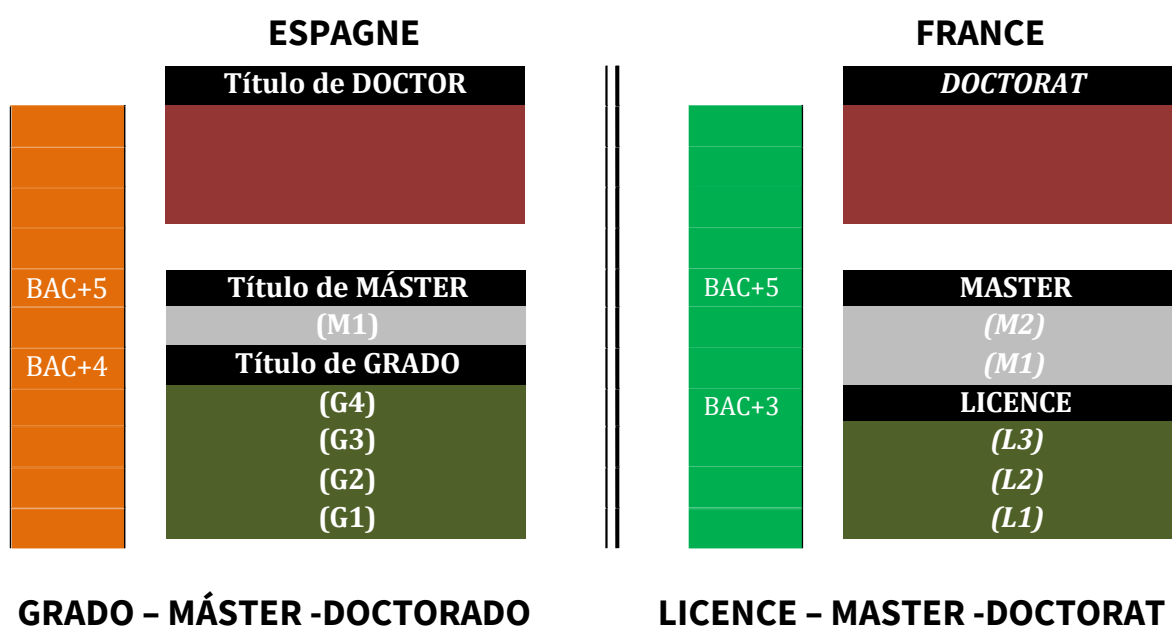 ESPAGNE
Título de DOCTOR
BAC+5
Título de MÁSTER
(M1)
BAC+4
Título de GRADO
(G4)
(G3)
(G2)
(G1)
GRADO – MÁSTER -DOCTORADO
FRANCE
DOCTORAT
BAC+5
MASTER
(M2)
(M1)
BAC+3
LICENCE
(L3)
(L2)
(L1)
LICENCE – MASTER -DOCTORAT